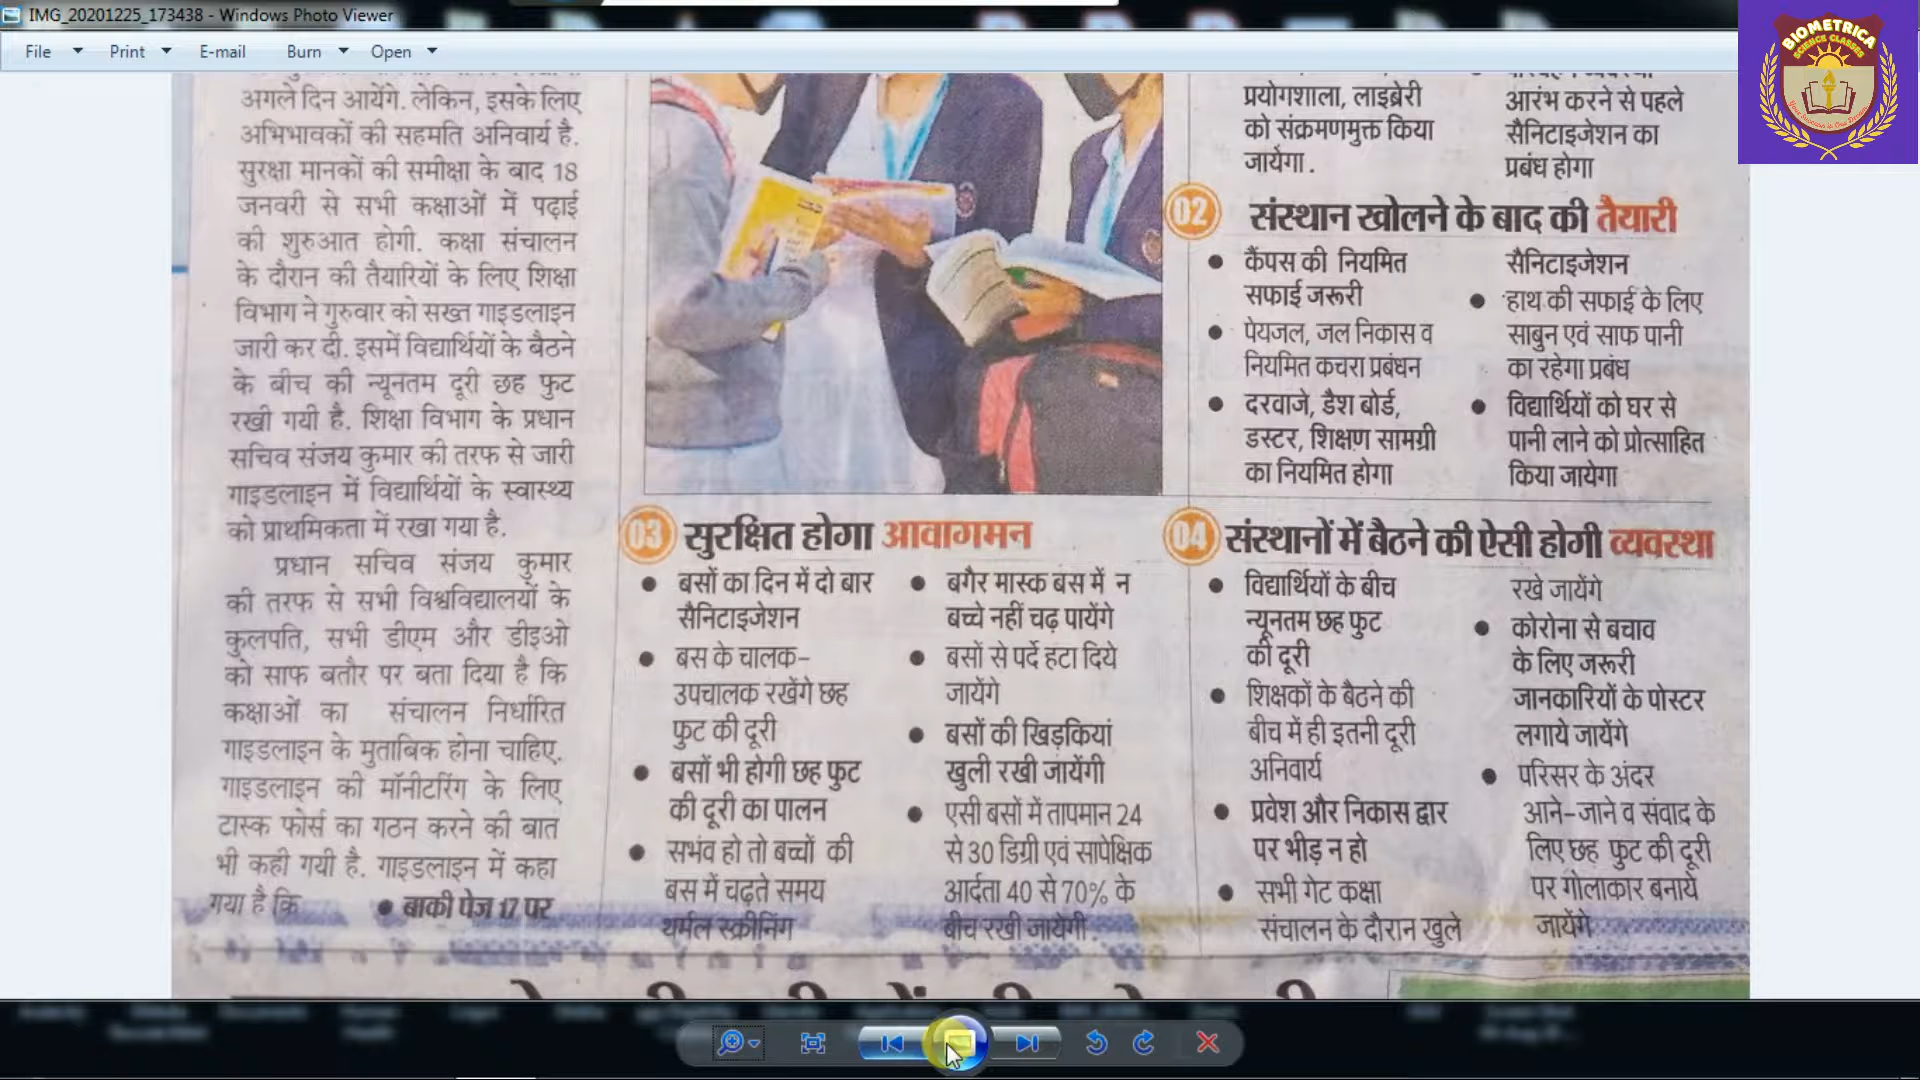 IMG_20201225_173438 - Windows Photo Viewer
File Print E-mail Burn Open
BIOMETRICA
SCIENCE CLASSES
अगले दिन आयेंगे. लेकिन, इसके लिए
अभिभावकों की सहमति अनिवार्य है.
सुरक्षा मानकों की समीक्षा के बाद 18
जनवरी से सभी कक्षाओं में पढ़ाई
की शुरुआत होगी. कक्षा संचालन
के दौरान की तैयारियों के लिए शिक्षा
विभाग ने गुरुवार को सख्त गाइडलाइन
जारी कर दी. इसमें विद्यार्थियों के बैठने
के बीच की न्यूनतम दूरी छह फुट
रखी गयी है. शिक्षा विभाग के प्रधान
सचिव संजय कुमार की तरफ से जारी
गाइडलाइन में विद्यार्थियों के स्वास्थ्य
को प्राथमिकता में रखा गया है.
प्रधान सचिव संजय कुमार
की तरफ से सभी विश्वविद्यालयों के
कुलपति, सभी डीएम और डीइओ
को साफ बतौर पर बता दिया है कि
कक्षाओं का संचालन निर्धारित
गाइडलाइन के मुताबिक होना चाहिए.
गाइडलाइन की मॉनीटरिंग के लिए
टास्क फोर्स का गठन करने की बात
भी कही गयी है. गाइडलाइन में कहा
गया है कि
● बाकी पेज 17 पर
प्रयोगशाला, लाइब्रेरी
को संक्रमणमुक्त किया
जायेगा.
आरंभ करने से पहले
सैनिटाइजेशन का
प्रबंध होगा
02 संस्थान खोलने के बाद की तैयारी
● कैंपस की नियमित
सफाई जरूरी
● पेयजल, जल निकास व
नियमित कचरा प्रबंधन
● दरवाजे, डैश बोर्ड,
डस्टर, शिक्षण सामग्री
का नियमित होगा
सैनिटाइजेशन
● हाथ की सफाई के लिए
साबुन एवं साफ पानी
का रहेगा प्रबंध
● विद्यार्थियों को घर से
पानी लाने को प्रोत्साहित
किया जायेगा
03 सुरक्षित होगा आवागमन
● बसों का दिन में दो बार
सैनिटाइजेशन
● बस के चालक-
उपचालक रखेंगे छह
फुट की दूरी
● बसों भी होगी छह फुट
की दूरी का पालन
● सभंव हो तो बच्चों की
बस में चढ़ते समय
थर्मल स्क्रीनिंग
● बगैर मास्क बस में न
बच्चे नहीं चढ़ पायेंगे
● बसों से पर्दे हटा दिये
जायेंगे
● बसों की खिड़कियां
खुली रखी जायेंगी
● एसी बसों में तापमान 24
से 30 डिग्री एवं सापेक्षिक
आर्दता 40 से 70% के
बीच रखी जायेगी
04 संस्थानों में बैठने की ऐसी होगी व्यवस्था
● विद्यार्थियों के बीच
न्यूनतम छह फुट
की दूरी
● शिक्षकों के बैठने की
बीच में ही इतनी दूरी
अनिवार्य
● प्रवेश और निकास द्वार
पर भीड़ न हो
● सभी गेट कक्षा
संचालन के दौरान खुले
रखे जायेंगे
● कोरोना से बचाव
के लिए जरूरी
जानकारियों के पोस्टर
लगाये जायेंगे
● परिसर के अंदर
आने-जाने व संवाद के
लिए छह फुट की दूरी
पर गोलाकार बनाये
जायेंगे